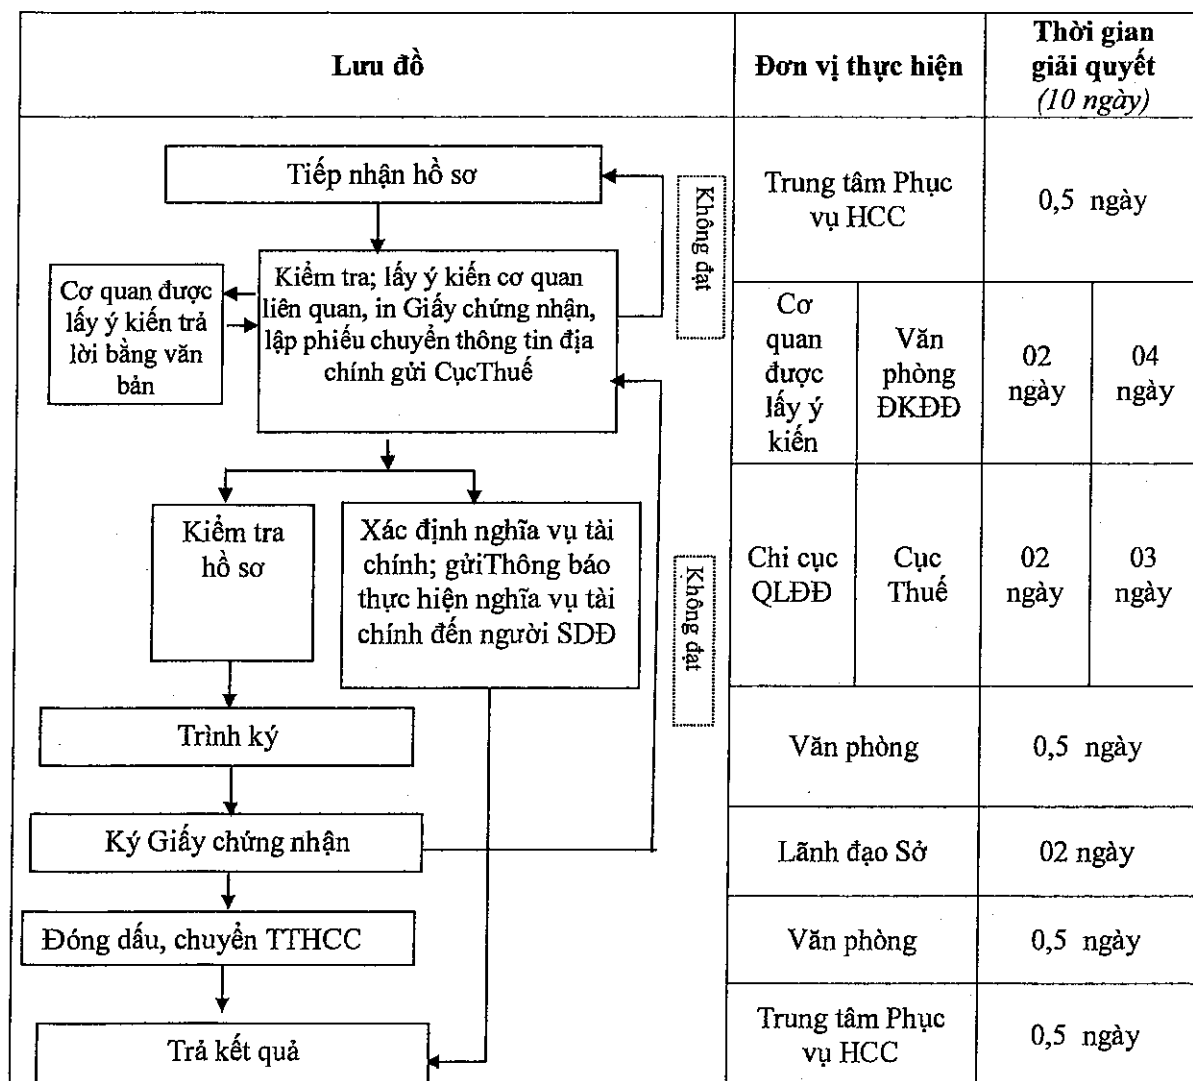 Lưu đồ
Đơn vị thực hiện
Thời gian
giải quyết
(10 ngày)
Tiếp nhận hồ sơ
Không đạt
Trung tâm Phục
vụ HCC
0,5 ngày
Cơ quan được
lấy ý kiến trả
lời bằng văn
bản
Kiểm tra; lấy ý kiến cơ quan
liên quan, in Giấy chứng nhận,
lập phiếu chuyển thông tin địa
chính gửi CụcThuế
Cơ
quan
được
lấy ý
kiến
Văn
phòng
ĐKĐĐ
02
ngày
04
ngày
Kiểm tra
hồ sơ
Xác định nghĩa vụ tài
chính; gửiThông báo
thực hiện nghĩa vụ tài
chính đến người SDĐ
Không đạt
Chi cục
QLĐĐ
Cục
Thuế
02
ngày
03
ngày
Trình ký
Văn phòng
0,5 ngày
Ký Giấy chứng nhận
Lãnh đạo Sở
02 ngày
Đóng dấu, chuyển TTHCC
Văn phòng
0,5 ngày
Trả kết quả
Trung tâm Phục
vụ HCC
0,5 ngày